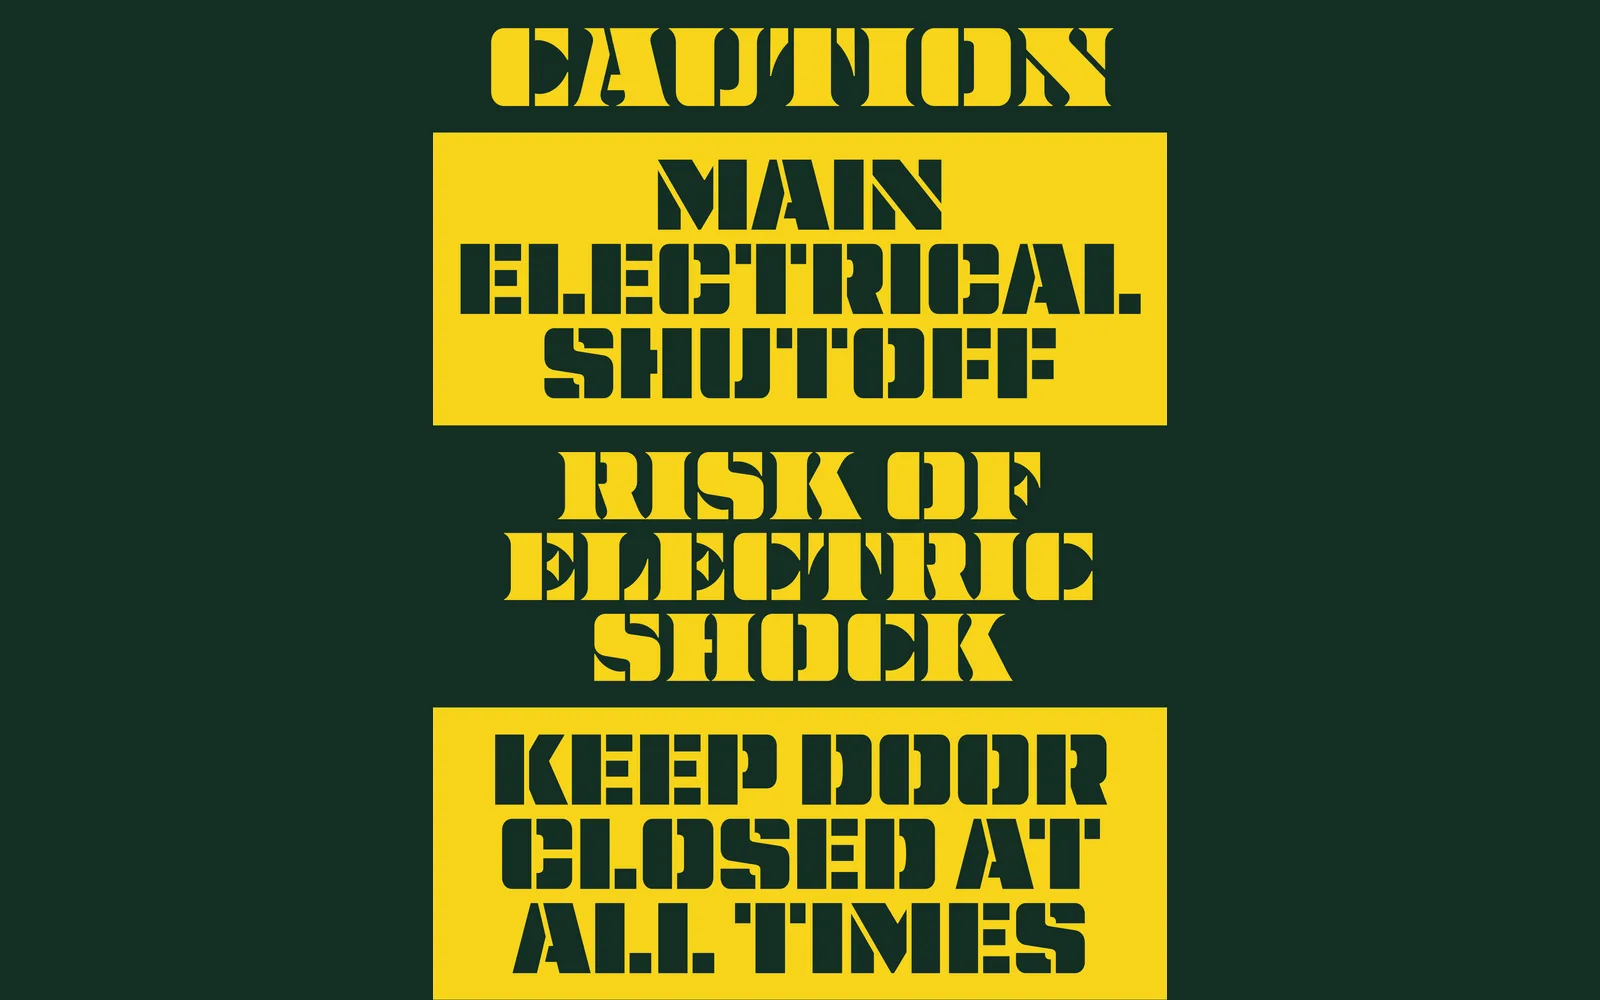 CAUTION
MAIN
ELECTRICAL
SHUTOFF
RISK OF
ELECTRIC
SHOCK
KEEP DOOR
CLOSED AT
ALL TIMES